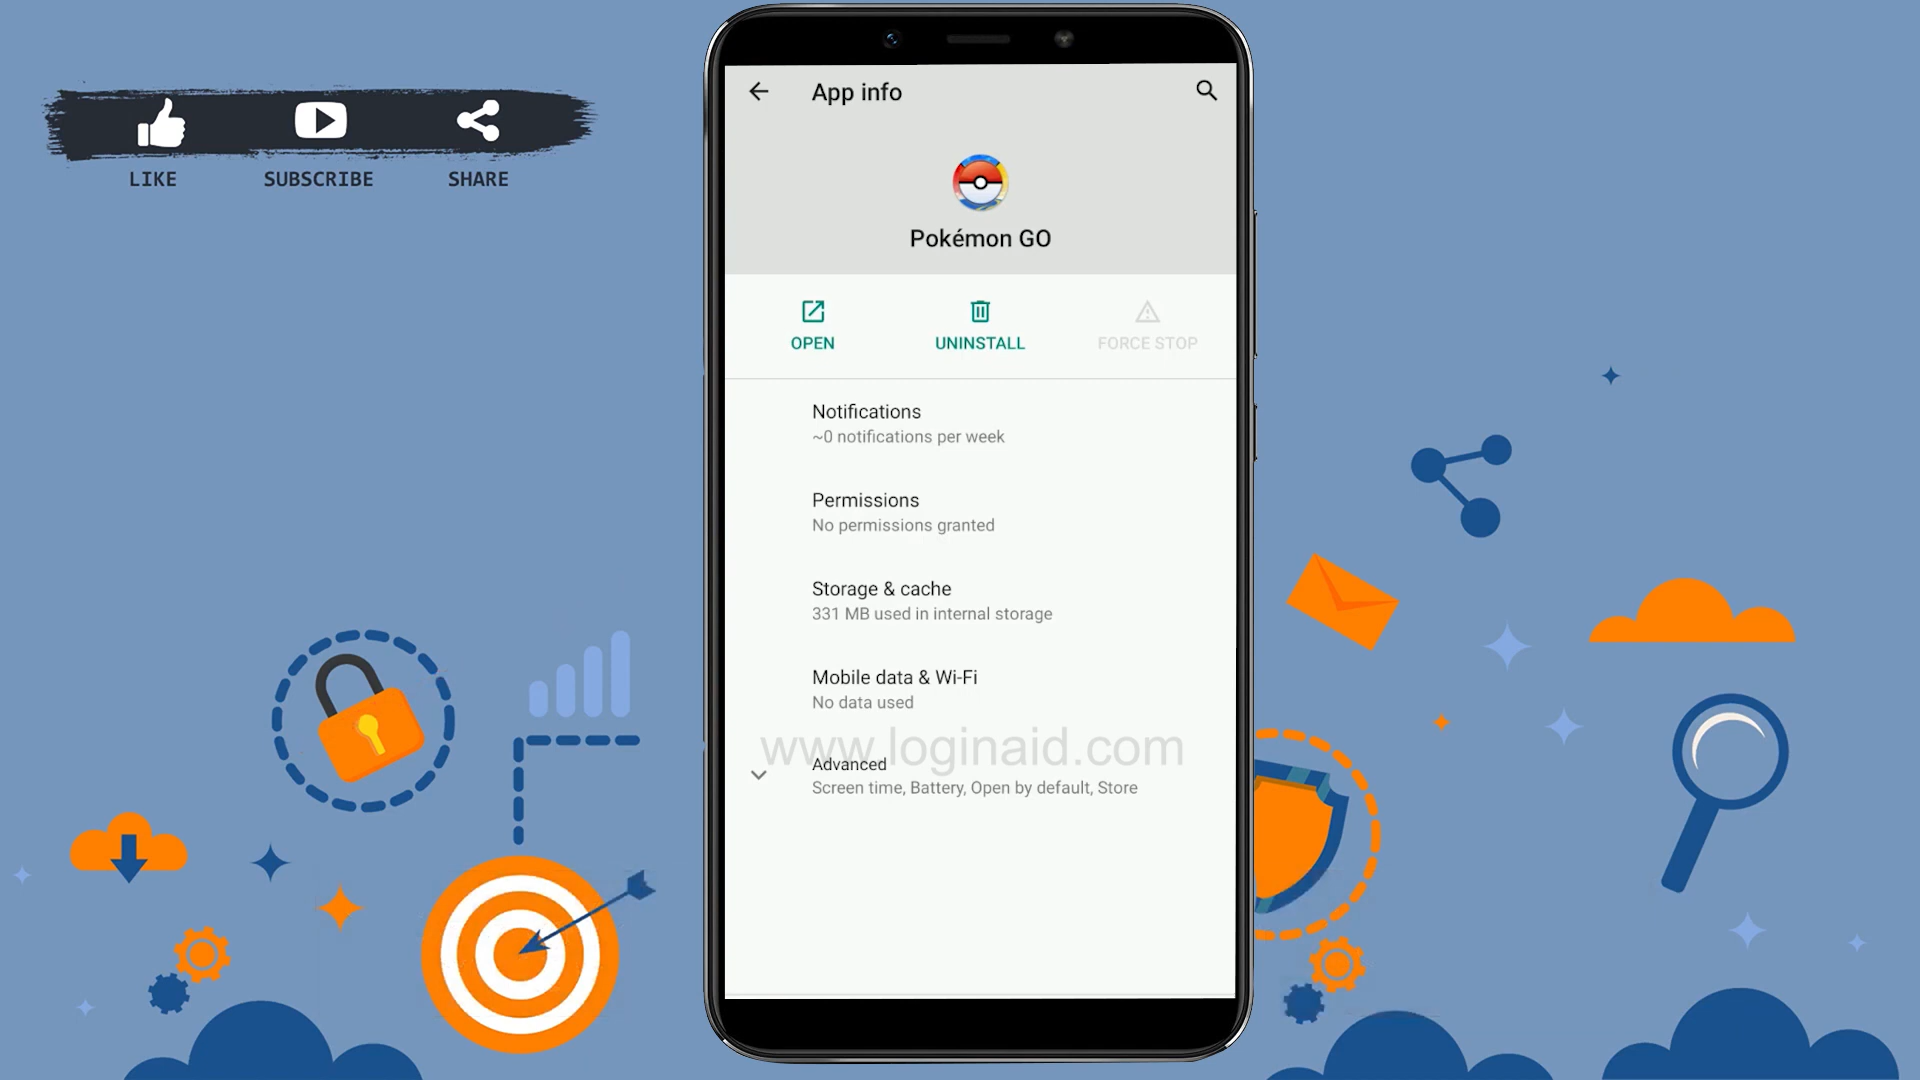 LIKE
SUBSCRIBE
SHARE
App info
Pokémon GO
OPEN
UNINSTALL
FORCE STOP
Notifications
~0 notifications per week
Permissions
No permissions granted
Storage & cache
331 MB used in internal storage
Mobile data & Wi-Fi
No data used
www.loginaid.com
Advanced
Screen time, Battery, Open by default, Store